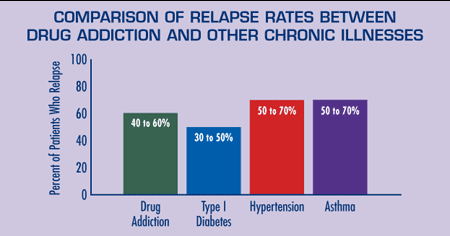 COMPARISON OF RELAPSE RATES BETWEEN
DRUG ADDICTION AND OTHER CHRONIC ILLNESSES
Percent of Patients Who Relapse
100
80
60
40
20
0
40 to 60%
30 to 50%
50 to 70%
50 to 70%
Drug
Addiction
Type I
Diabetes
Hypertension
Asthma